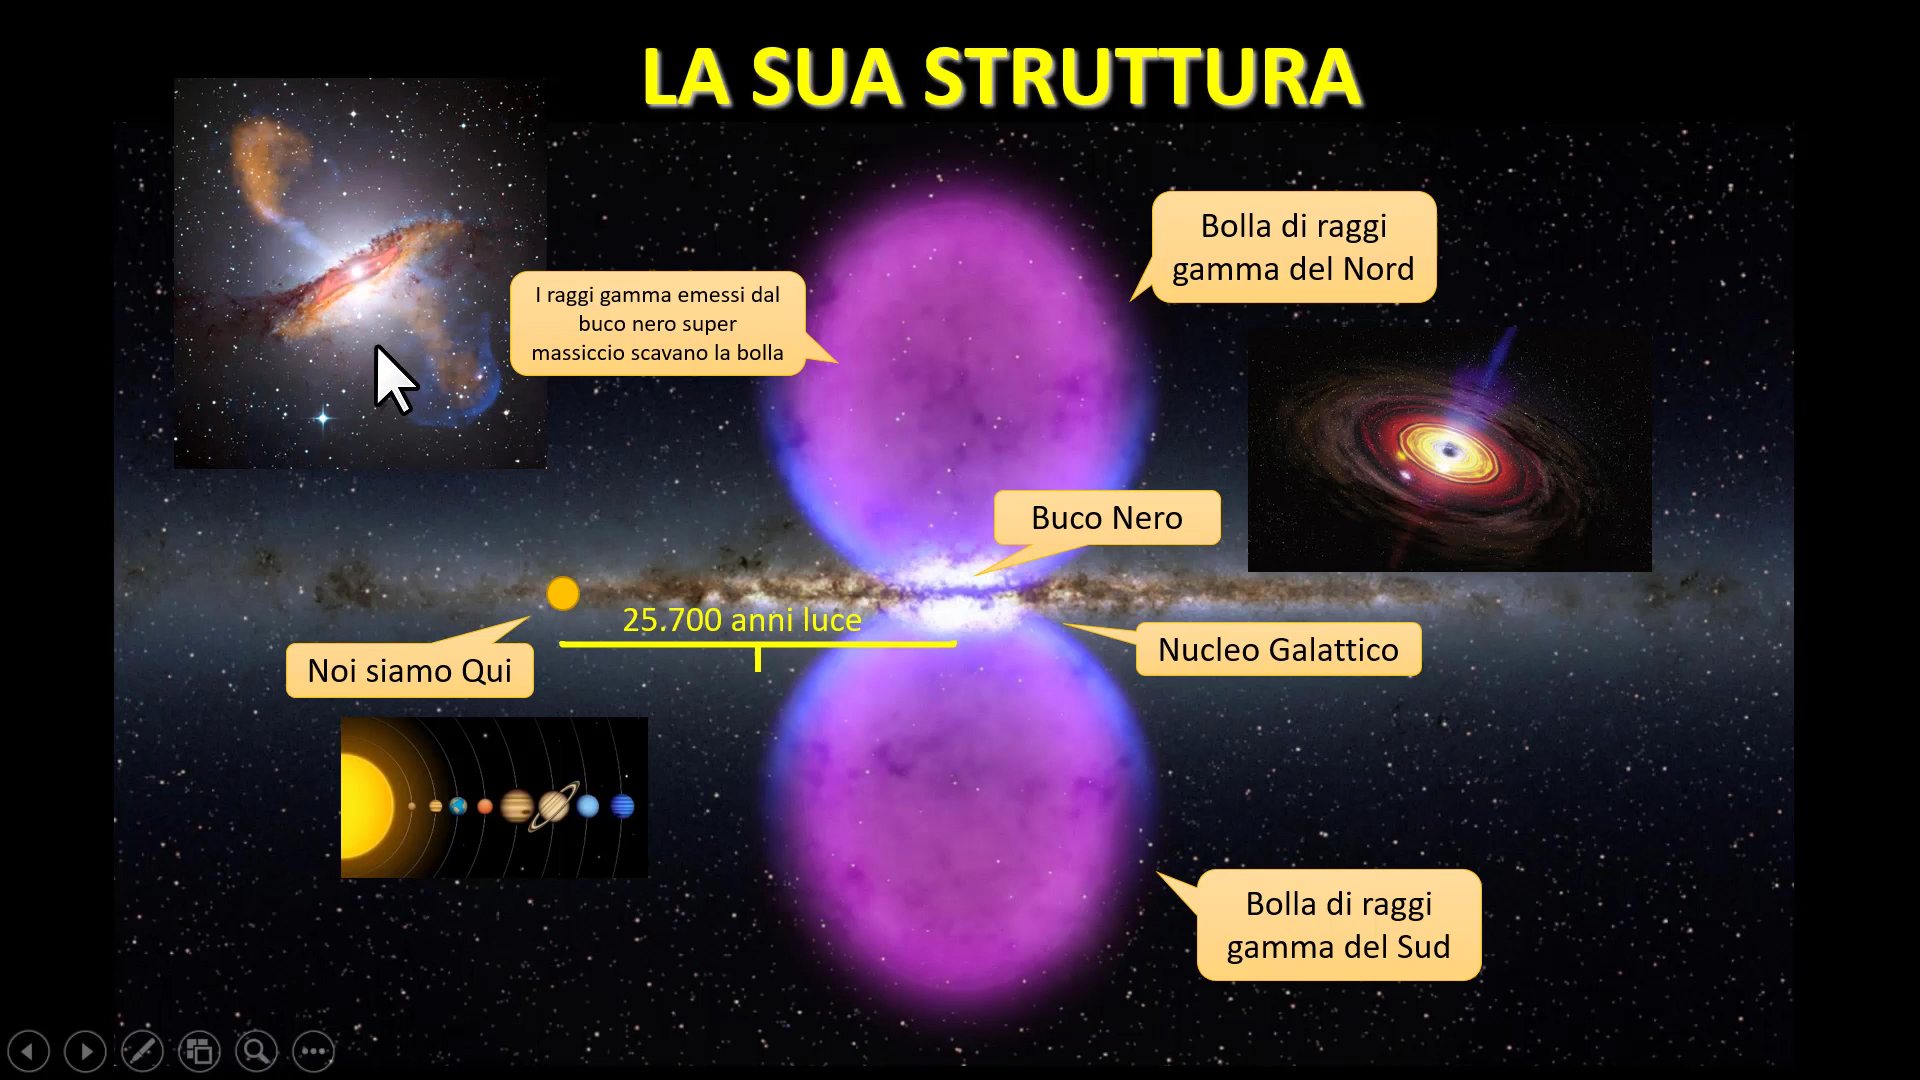 LA SUA STRUTTURA
Bolla di raggi
gamma del Nord
I raggi gamma emessi dal
buco nero super
massiccio scavano la bolla
Buco Nero
25.700 anni luce
Noi siamo Qui
Nucleo Galattico
Bolla di raggi
gamma del Sud